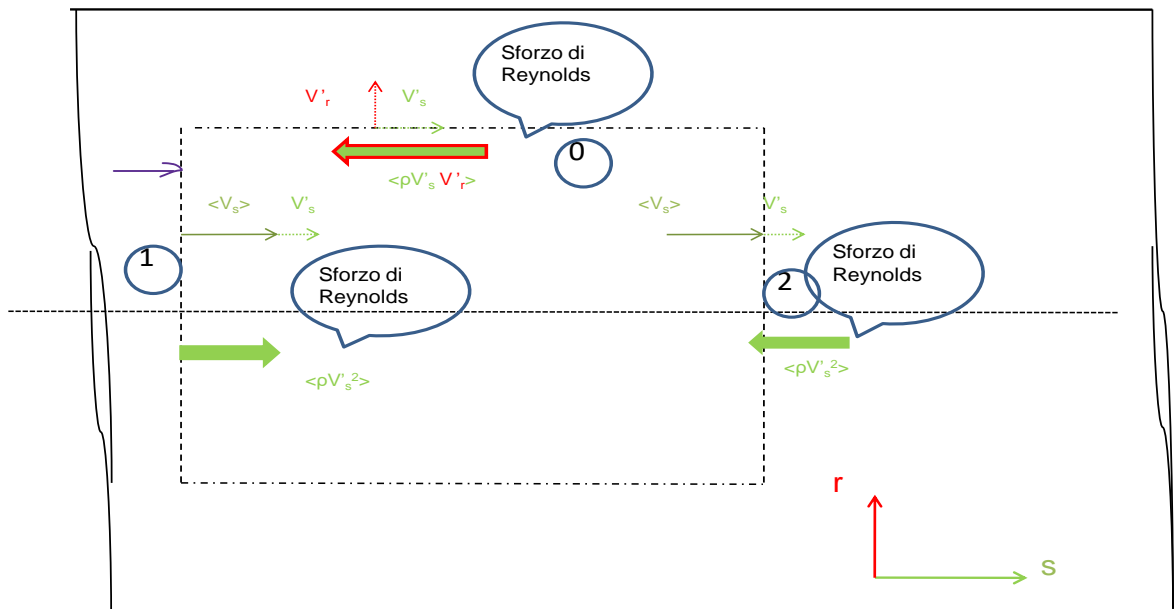 Sforzo di
Reynolds
V'r V's
0
<ρV's V'r>
<Vs> V's
<Vs> V's
1
Sforzo di
Reynolds
2
Sforzo di
Reynolds
<ρV's²>
<ρV's²>
r
s